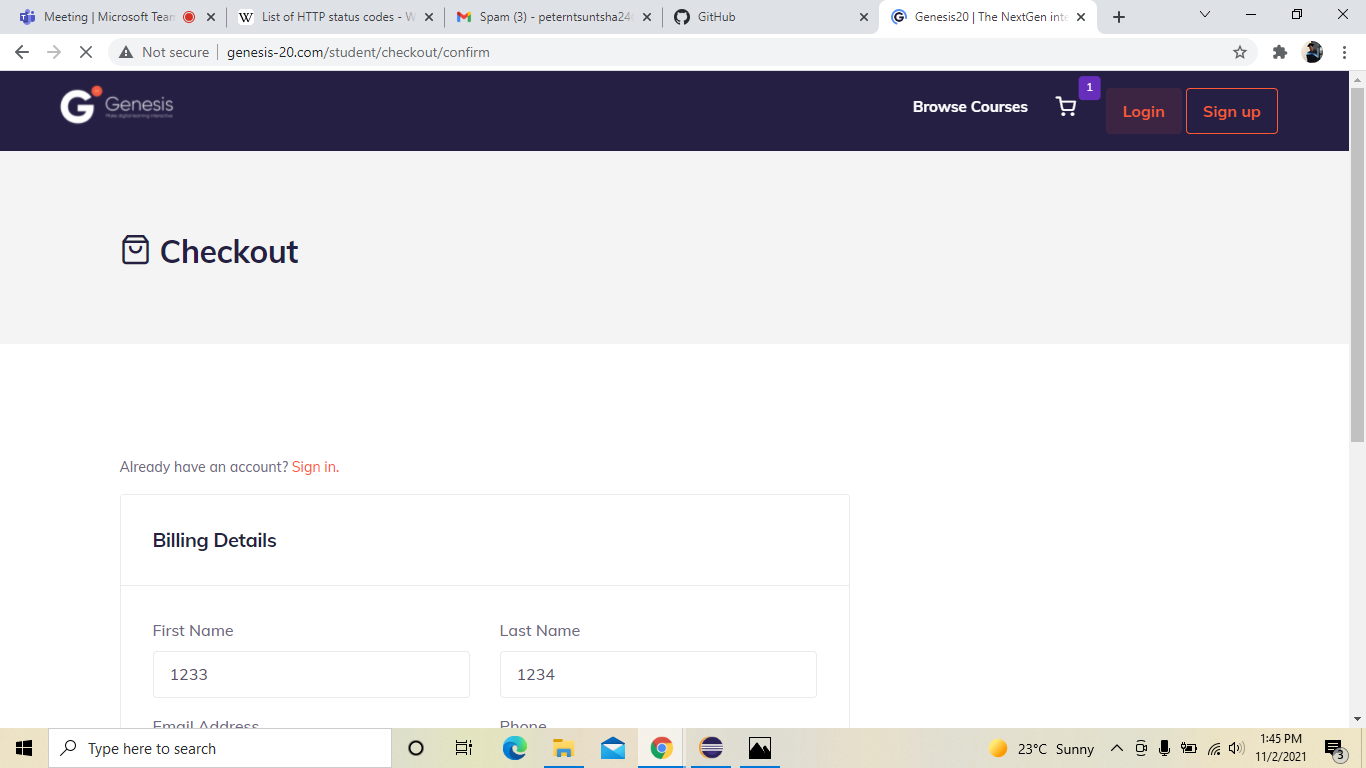 Meeting | Microsoft Team
List of HTTP status codes - W
Spam (3) - peterntsuntsha24
GitHub
Genesis20 | The NextGen inte
Not secure
genesis-20.com/student/checkout/confirm
Genesis
Make digital learning interactive
Browse Courses
1
Login
Sign up
Checkout
Already have an account? Sign in.
Billing Details
First Name
Last Name
1233
1234
Email Address
Phone
Type here to search
23°C Sunny
1:45 PM
11/2/2021
3